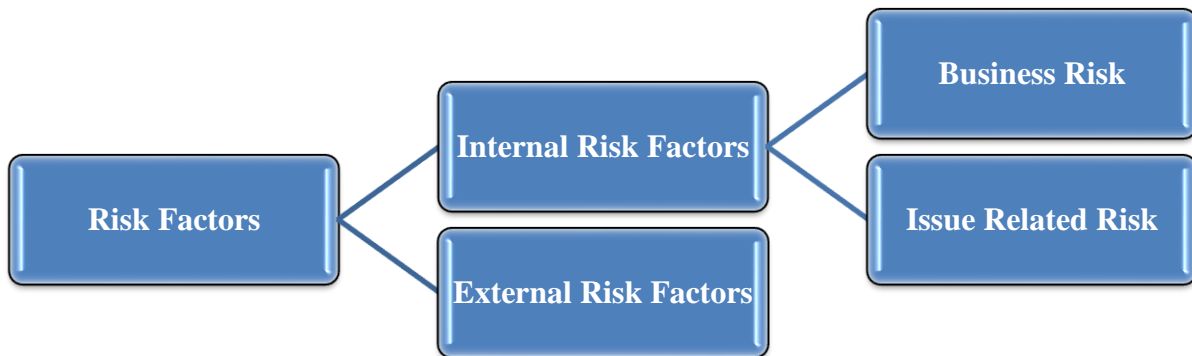 Risk Factors
Internal Risk Factors
External Risk Factors
Business Risk
Issue Related Risk